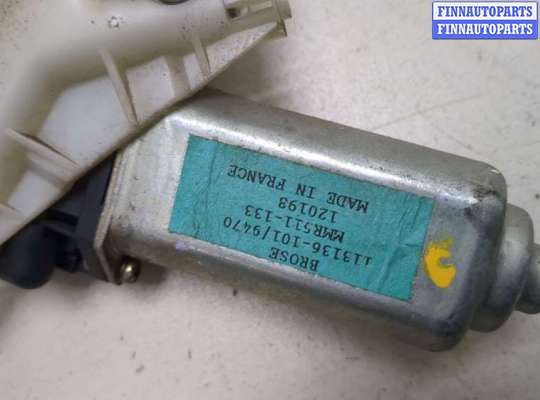 FINNAUTOPARTS
FINNAUTOPARTS
BROSE
113136-101/9470
MMR511-133
120198
MADE IN FRANCE